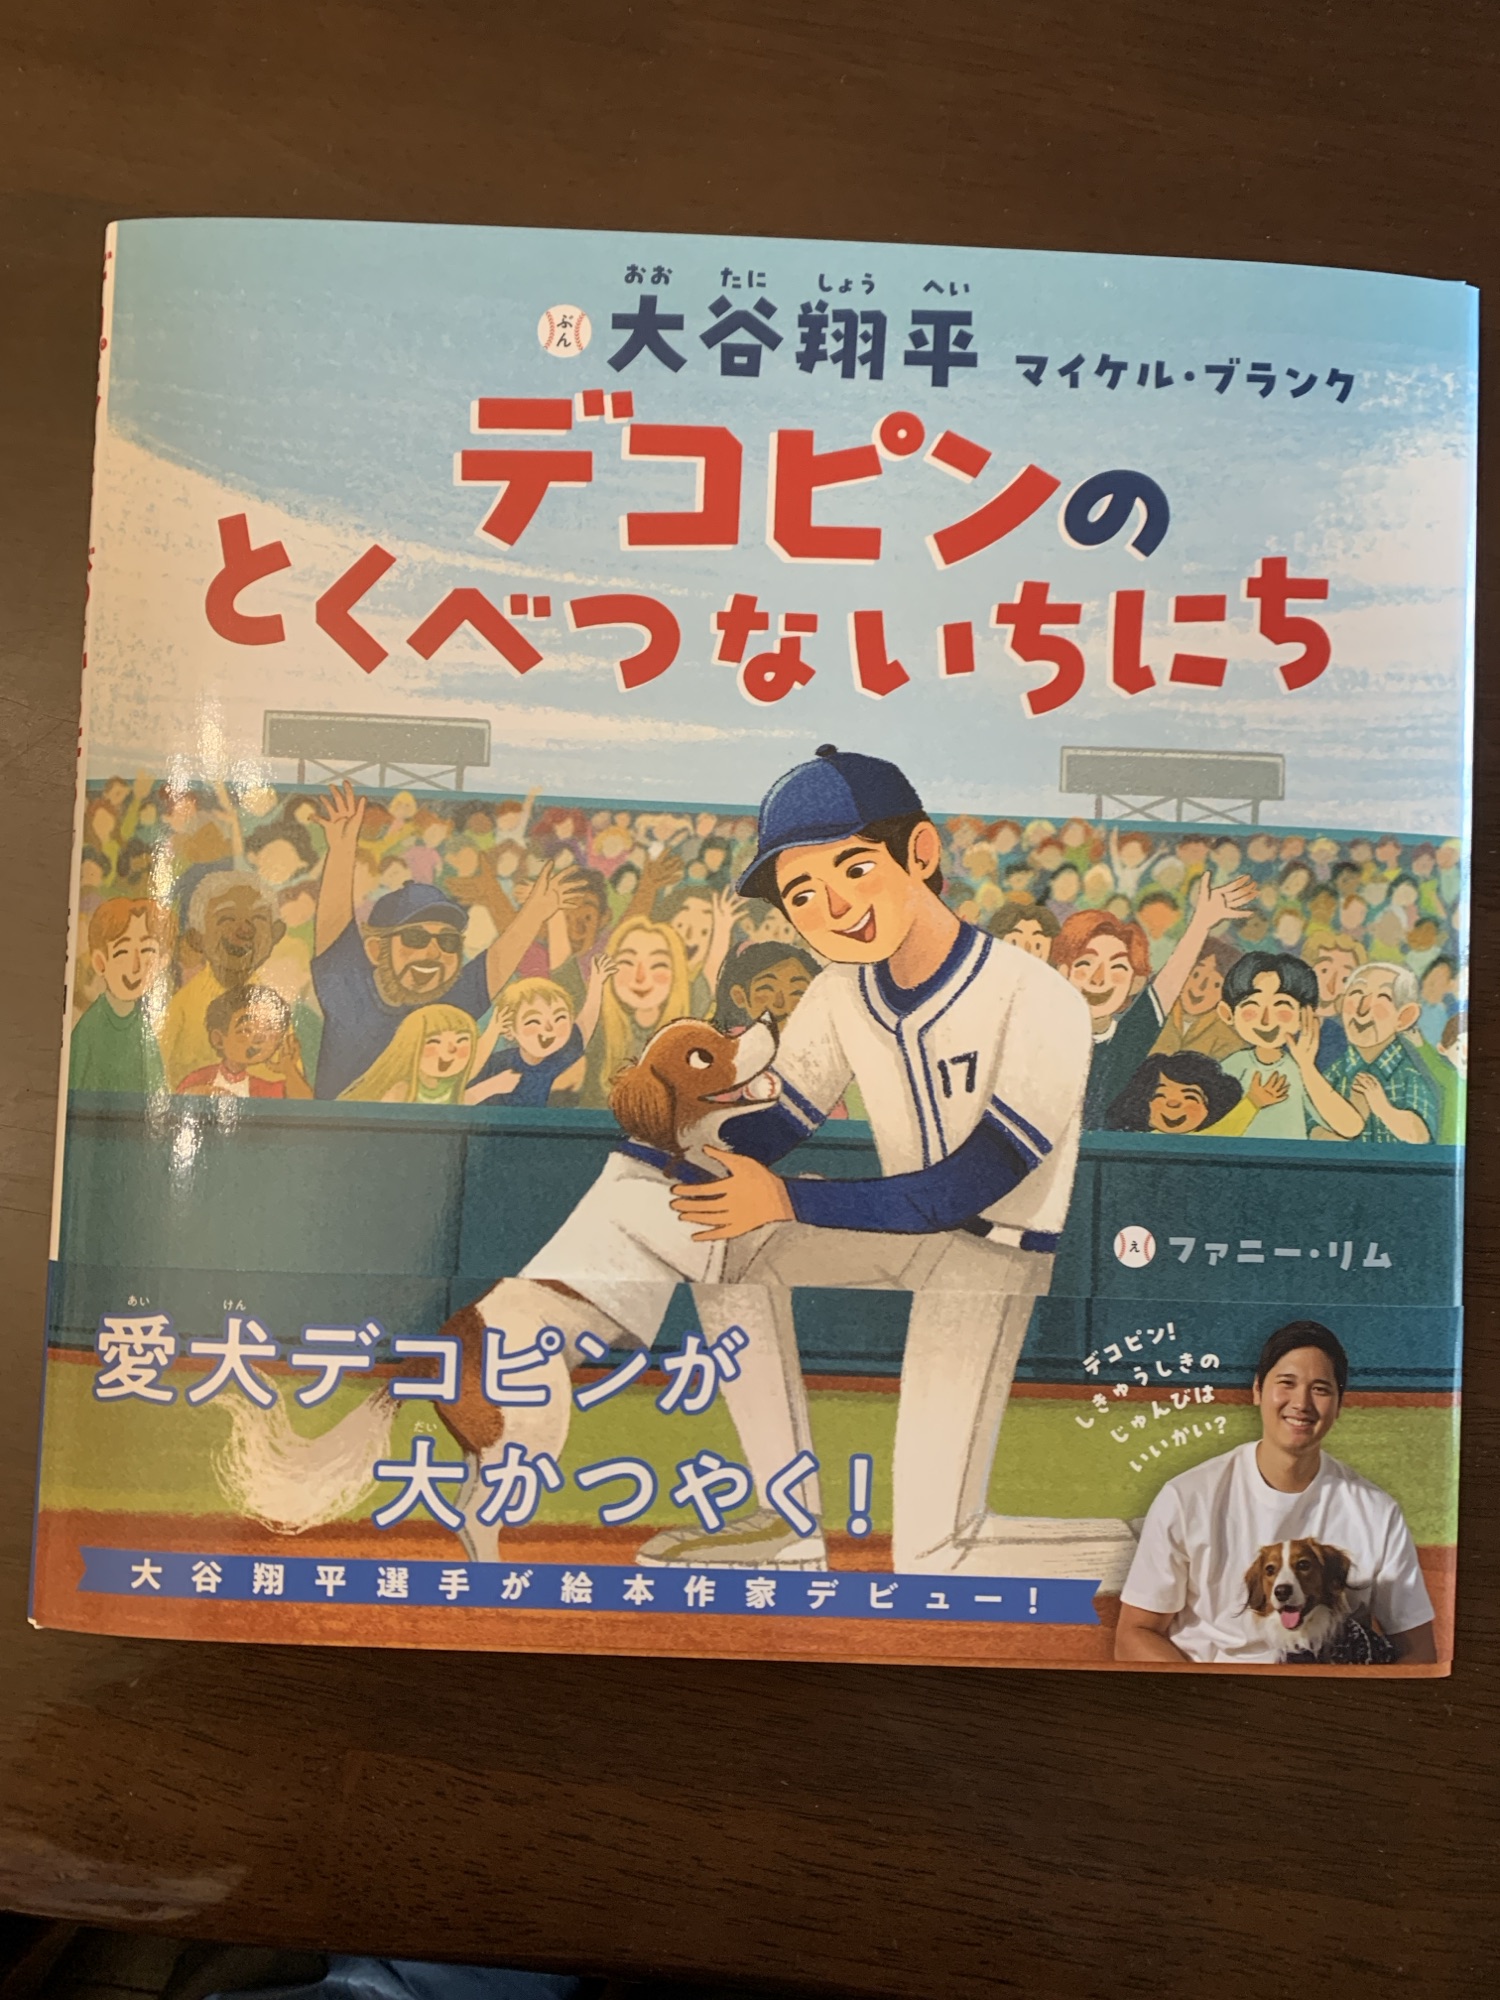 おおたにしょうへい
ぶん 大谷翔平 マイケル・ブランク
デコピンの
とくべつないちにち
17
え ファニー・リム
あいけん
愛犬デコピンが
だい
大かつやく!
大谷翔平選手が絵本作家デビュー!
デコピン!
しきゅうしきの
じゅんびは
いいかい?